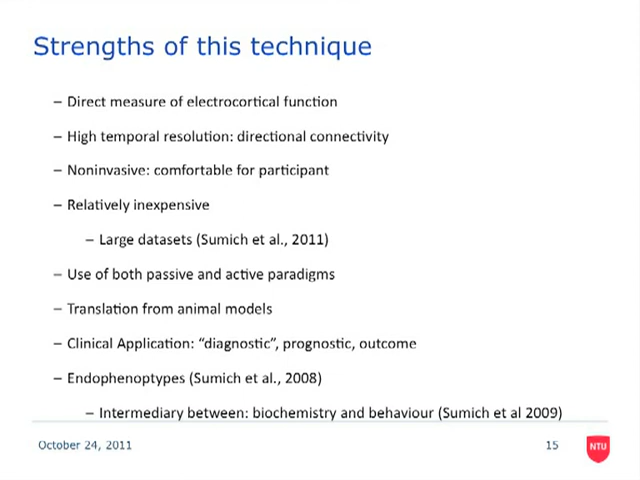 Strengths of this technique
– Direct measure of electrocortical function
– High temporal resolution: directional connectivity
– Noninvasive: comfortable for participant
– Relatively inexpensive
– Large datasets (Sumich et al., 2011)
– Use of both passive and active paradigms
– Translation from animal models
– Clinical Application: “diagnostic”, prognostic, outcome
– Endophenoptypes (Sumich et al., 2008)
– Intermediary between: biochemistry and behaviour (Sumich et al 2009)
October 24, 2011 15 NTU